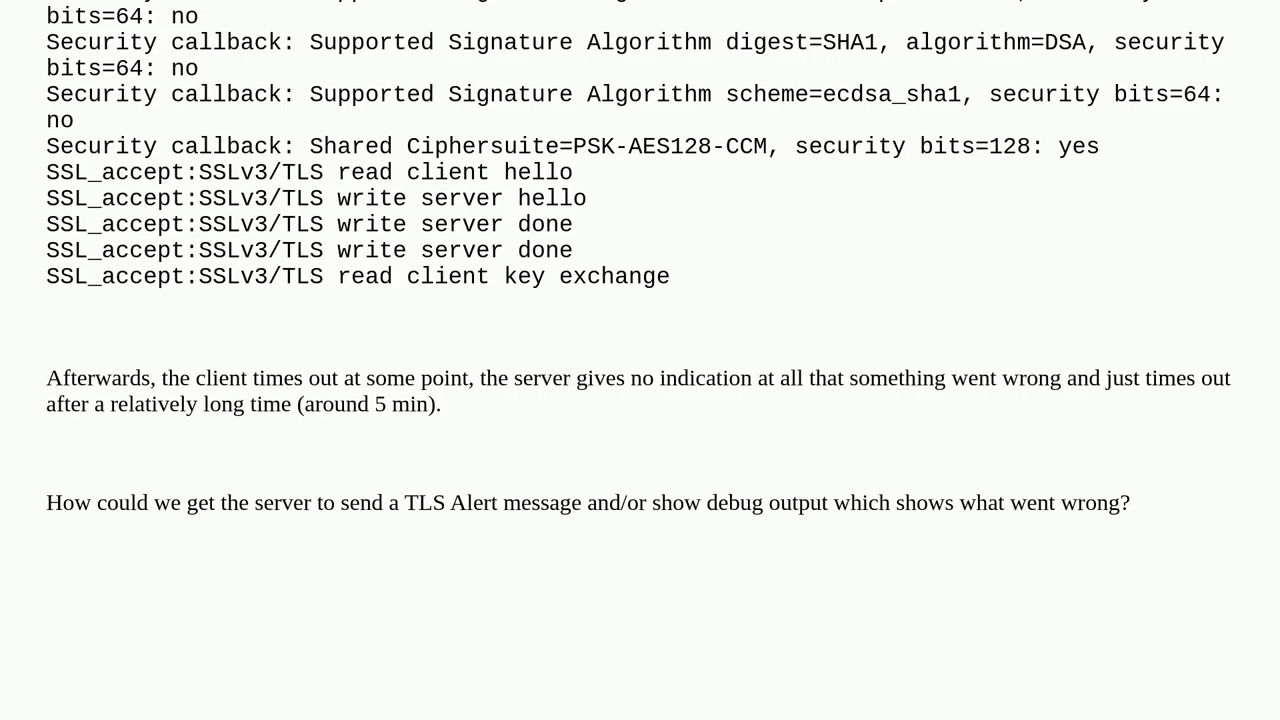 bits=64: no
Security callback: Supported Signature Algorithm digest=SHA1, algorithm=DSA, security
bits=64: no
Security callback: Supported Signature Algorithm scheme=ecdsa_sha1, security bits=64:
no
Security callback: Shared Ciphersuite=PSK-AES128-CCM, security bits=128: yes
SSL_accept:SSLv3/TLS read client hello
SSL_accept:SSLv3/TLS write server hello
SSL_accept:SSLv3/TLS write server done
SSL_accept:SSLv3/TLS write server done
SSL_accept:SSLv3/TLS read client key exchange
Afterwards, the client times out at some point, the server gives no indication at all that something went wrong and just times out
after a relatively long time (around 5 min).
How could we get the server to send a TLS Alert message and/or show debug output which shows what went wrong?